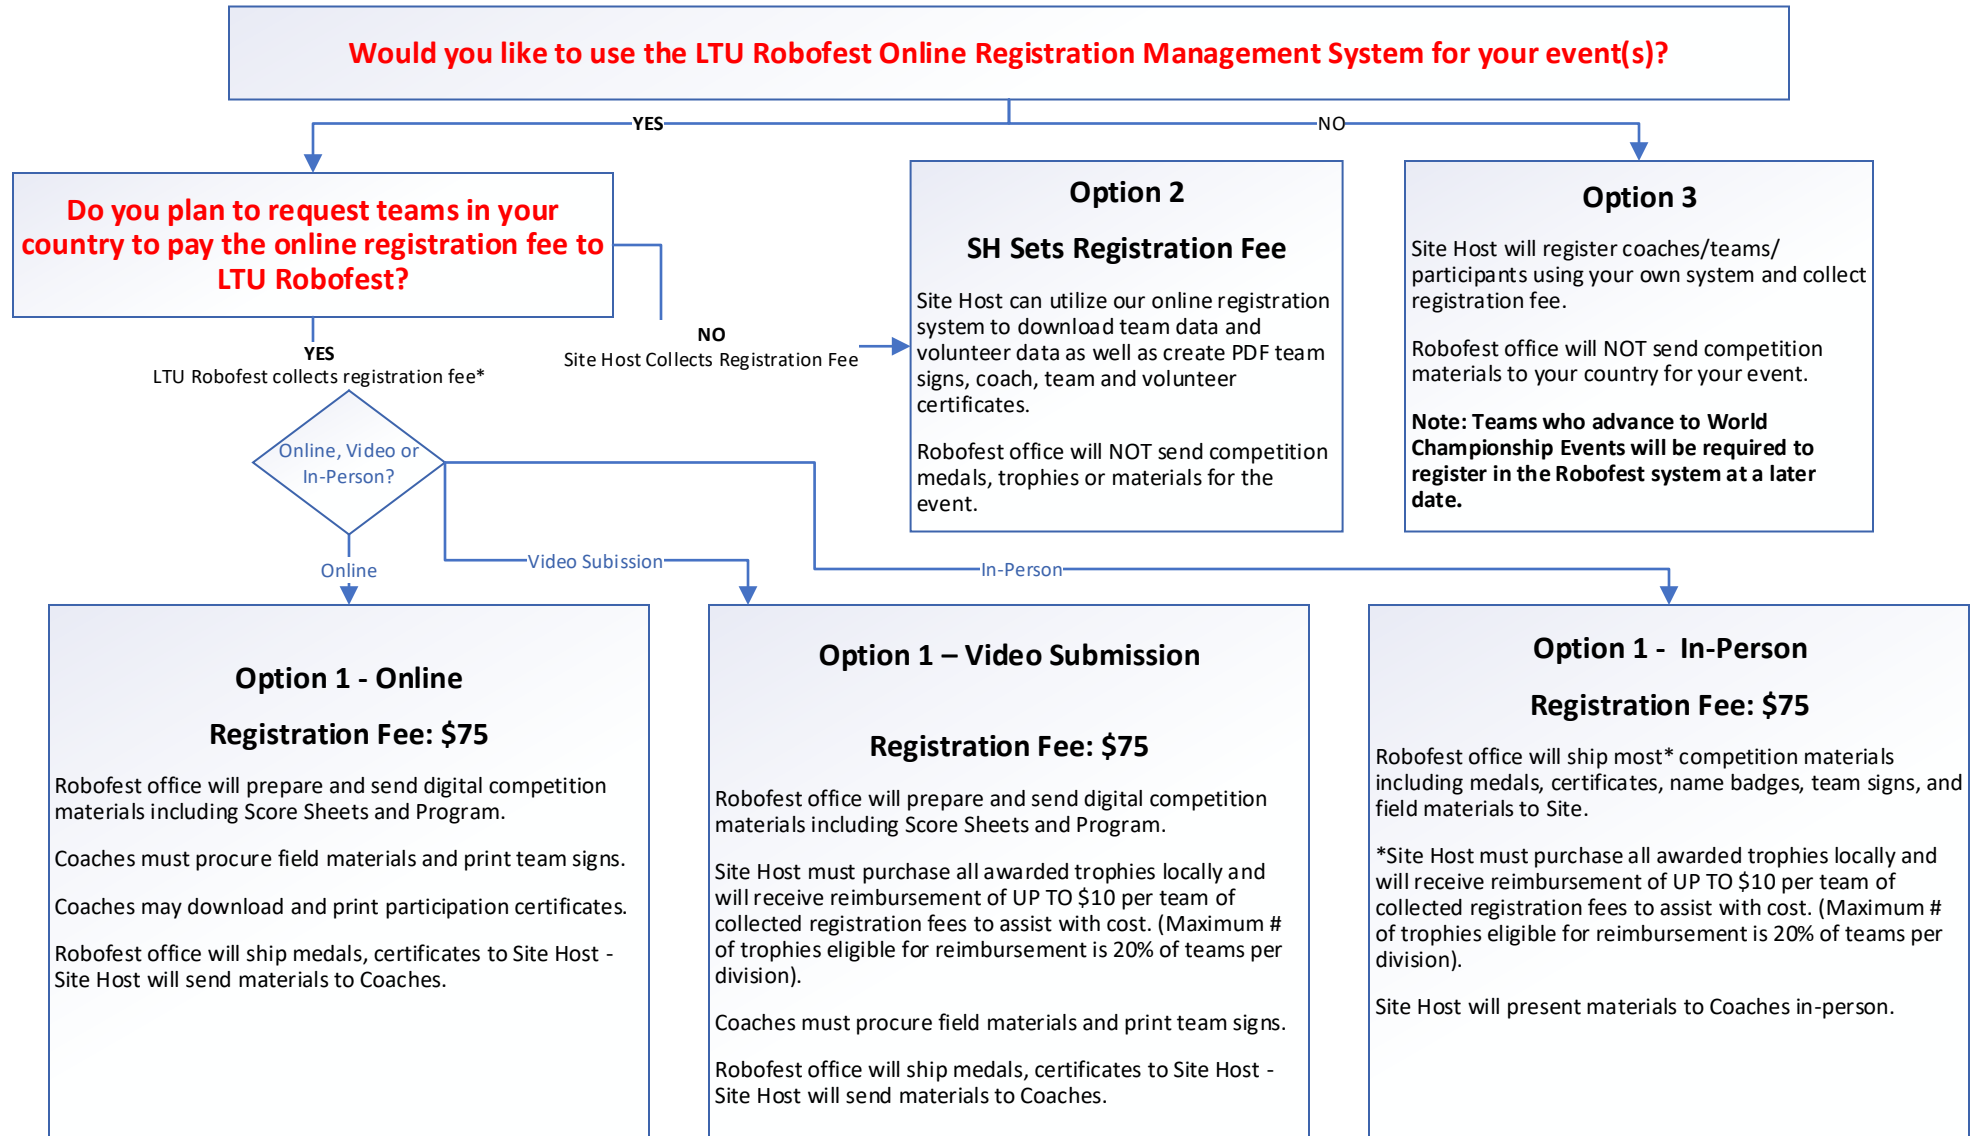 Would you like to use the LTU Robofest Online Registration Management System for your event(s)?
YES
NO
Do you plan to request teams in your
country to pay the online registration fee to
LTU Robofest?
YES
LTU Robofest collects registration fee*
NO
Site Host Collects Registration Fee
Option 2
SH Sets Registration Fee
Site Host can utilize our online registration
system to download team data and
volunteer data as well as create PDF team
signs, coach, team and volunteer
certificates.
Robofest office will NOT send competition
medals, trophies or materials for the
event.
Option 3
Site Host will register coaches/teams/
participants using your own system and collect
registration fee.
Robofest office will NOT send competition
materials to your country for your event.
Note: Teams who advance to World
Championship Events will be required to
register in the Robofest system at a later
date.
Online, Video or
In-Person?
Online
Video Subission
In-Person
Option 1 - Online
Registration Fee: $75
Robofest office will prepare and send digital competition
materials including Score Sheets and Program.
Coaches must procure field materials and print team signs.
Coaches may download and print participation certificates.
Robofest office will ship medals, certificates to Site Host -
Site Host will send materials to Coaches.
Option 1 – Video Submission
Registration Fee: $75
Robofest office will prepare and send digital competition
materials including Score Sheets and Program.
Site Host must purchase all awarded trophies locally and
will receive reimbursement of UP TO $10 per team of
collected registration fees to assist with cost. (Maximum #
of trophies eligible for reimbursement is 20% of teams per
division).
Coaches must procure field materials and print team signs.
Robofest office will ship medals, certificates to Site Host -
Site Host will send materials to Coaches.
Option 1 - In-Person
Registration Fee: $75
Robofest office will ship most* competition materials
including medals, certificates, name badges, team signs, and
field materials to Site.
*Site Host must purchase all awarded trophies locally and
will receive reimbursement of UP TO $10 per team of
collected registration fees to assist with cost. (Maximum #
of trophies eligible for reimbursement is 20% of teams per
division).
Site Host will present materials to Coaches in-person.